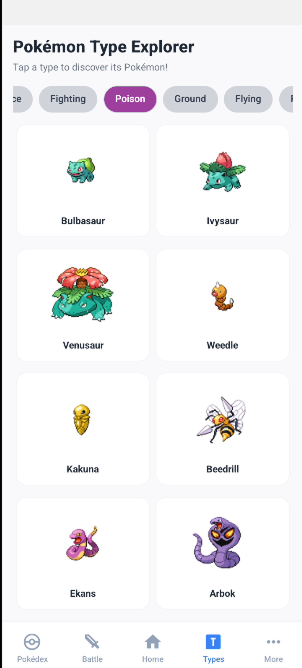 Pokémon Type Explorer
Tap a type to discover its Pokémon!
ce Fighting Poison Ground Flying
Bulbasaur Ivysaur
Venusaur Weedle
Kakuna Beedrill
Ekans Arbok
T
Pokédex Battle Home Types More